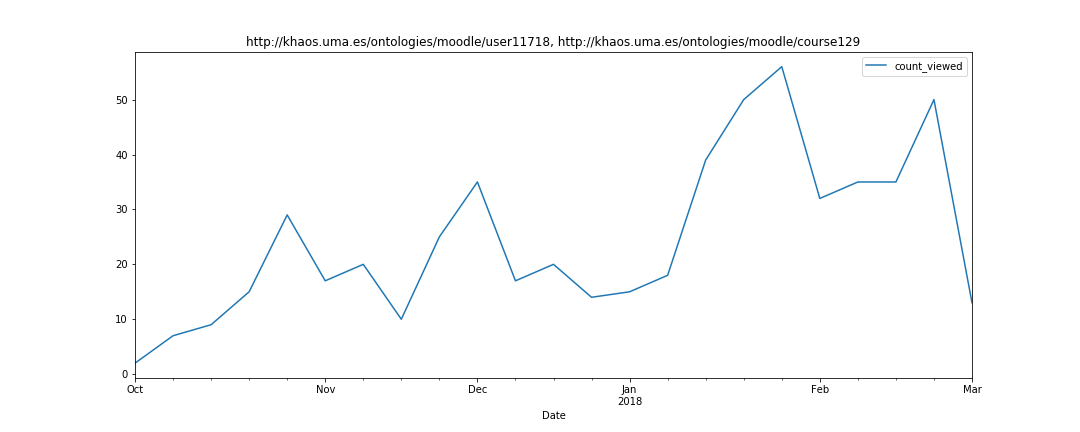 http://khaos.uma.es/ontologies/moodle/user11718, http://khaos.uma.es/ontologies/moodle/course129
count_viewed
50
40
30
20
10
0
Oct Nov Dec Jan Feb Mar
2018
Date